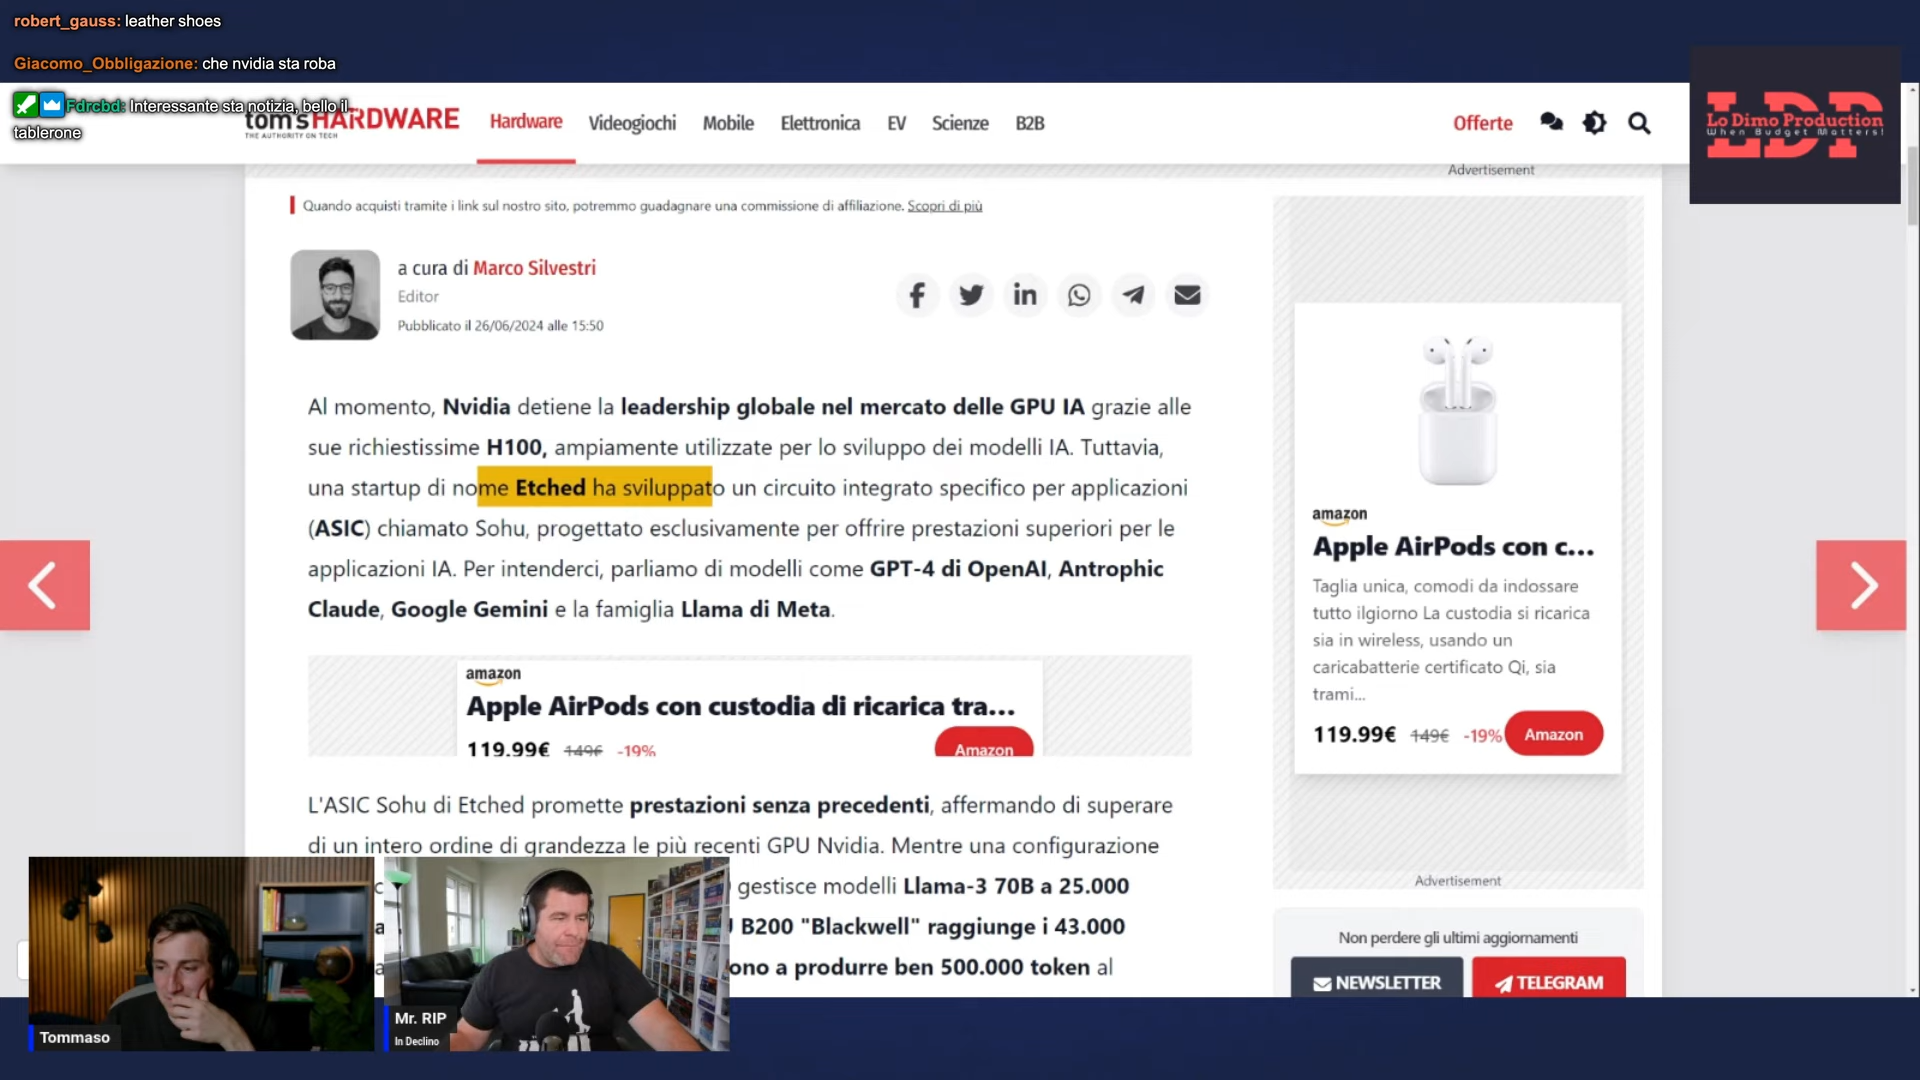 robert_gauss: leather shoes
Giacomo_Obbligazione: che nvidia sta roba
Fdrcbd: Interessante sta notizia, bello il
tablerone
tom's HARDWARE
THE AUTHORITY ON TECH
Hardware Videogiochi Mobile Elettronica EV Scienze B2B
Offerte
LDP
Lo Dimo Production
When Budget Matters!
Advertisement
Quando acquisti tramite i link sul nostro sito, potremmo guadagnare una commissione di affiliazione. Scopri di più
a cura di Marco Silvestri
Editor
Pubblicato il 26/06/2024 alle 15:50
Al momento, Nvidia detiene la leadership globale nel mercato delle GPU IA grazie alle
sue richiestissime H100, ampiamente utilizzate per lo sviluppo dei modelli IA. Tuttavia,
una startup di nome Etched ha sviluppato un circuito integrato specifico per applicazioni
(ASIC) chiamato Sohu, progettato esclusivamente per offrire prestazioni superiori per le
applicazioni IA. Per intenderci, parliamo di modelli come GPT-4 di OpenAI, Antrophic
Claude, Google Gemini e la famiglia Llama di Meta.
amazon
Apple AirPods con custodia di ricarica tra...
119.99€ 149€ -19%
Amazon
L'ASIC Sohu di Etched promette prestazioni senza precedenti, affermando di superare
di un intero ordine di grandezza le più recenti GPU Nvidia. Mentre una configurazione
gestisce modelli Llama-3 70B a 25.000
B200 "Blackwell" raggiunge i 43.000
ono a produrre ben 500.000 token al
amazon
Apple AirPods con c...
Taglia unica, comodi da indossare
tutto ilgiorno La custodia si ricarica
sia in wireless, usando un
caricabatterie certificato Qi, sia
trami...
119.99€ 149€ -19% Amazon
Advertisement
Non perdere gli ultimi aggiornamenti
NEWSLETTER
TELEGRAM
Tommaso
Mr. RIP
In Declino